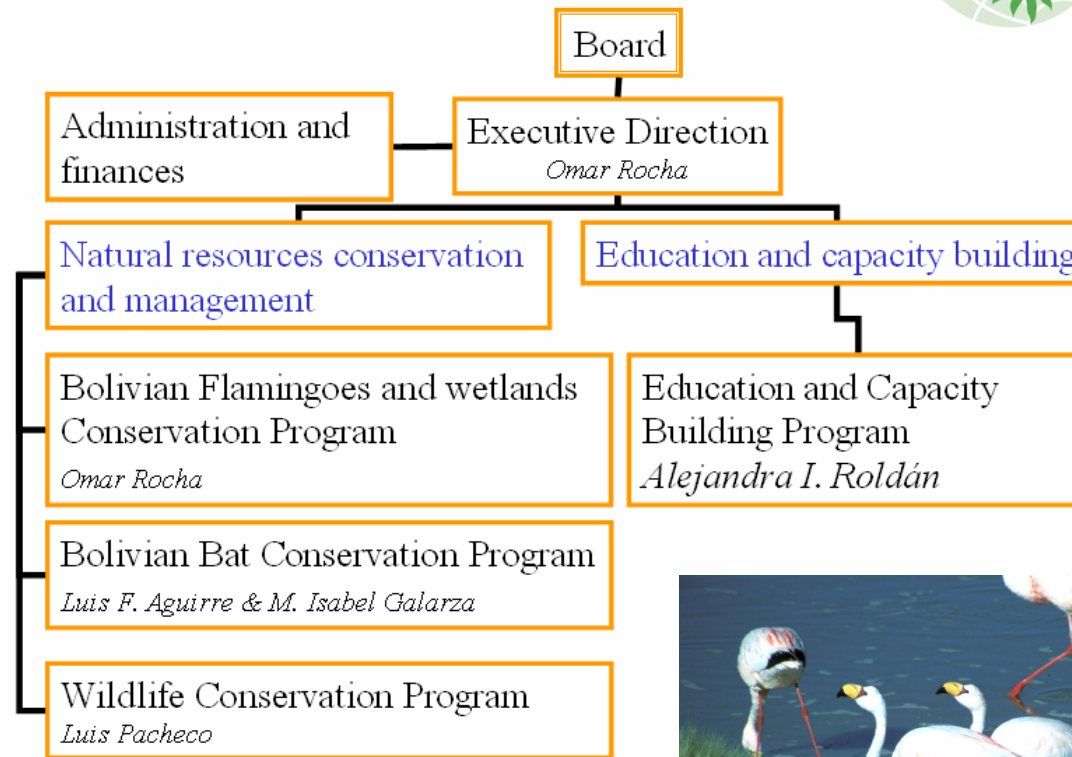 Board
Administration and
finances
Executive Direction
Omar Rocha
Natural resources conservation
and management
Education and capacity building
Bolivian Flamingoes and wetlands
Conservation Program
Omar Rocha
Education and Capacity
Building Program
Alejandra I. Roldán
Bolivian Bat Conservation Program
Luis F. Aguirre & M. Isabel Galarza
Wildlife Conservation Program
Luis Pacheco